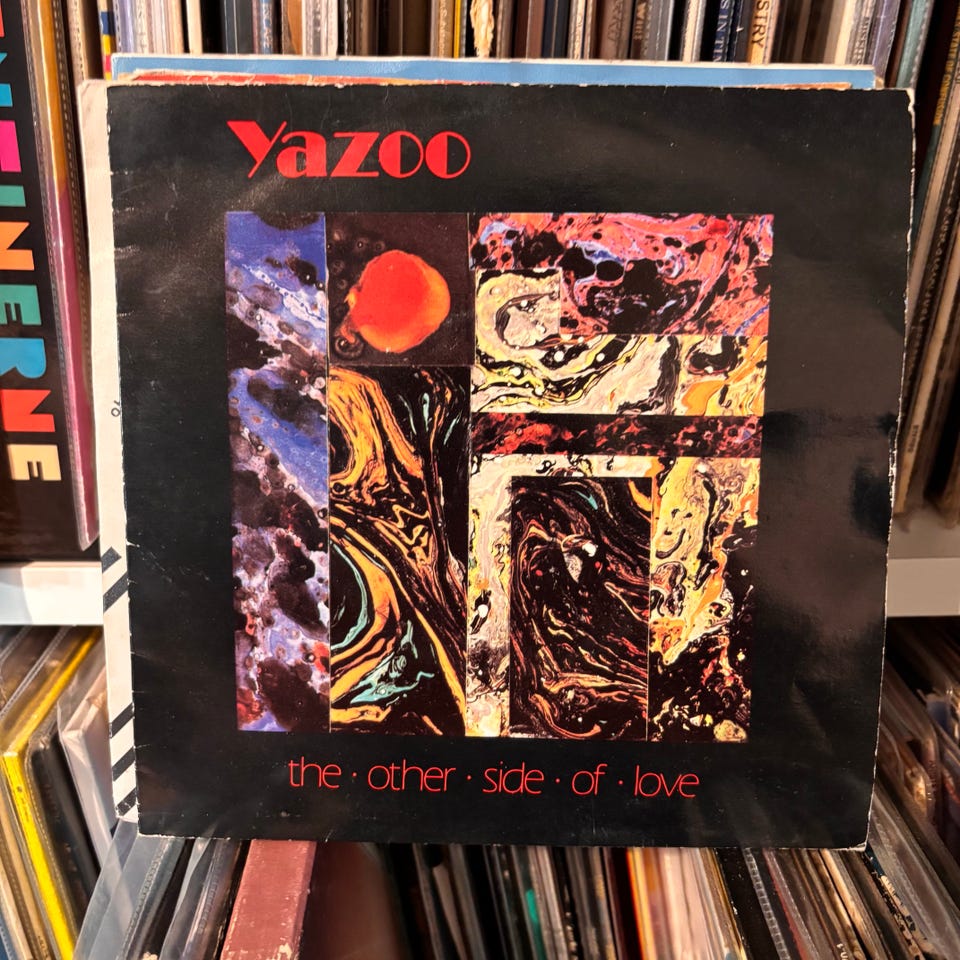 Yazoo
the · other · side · of · love